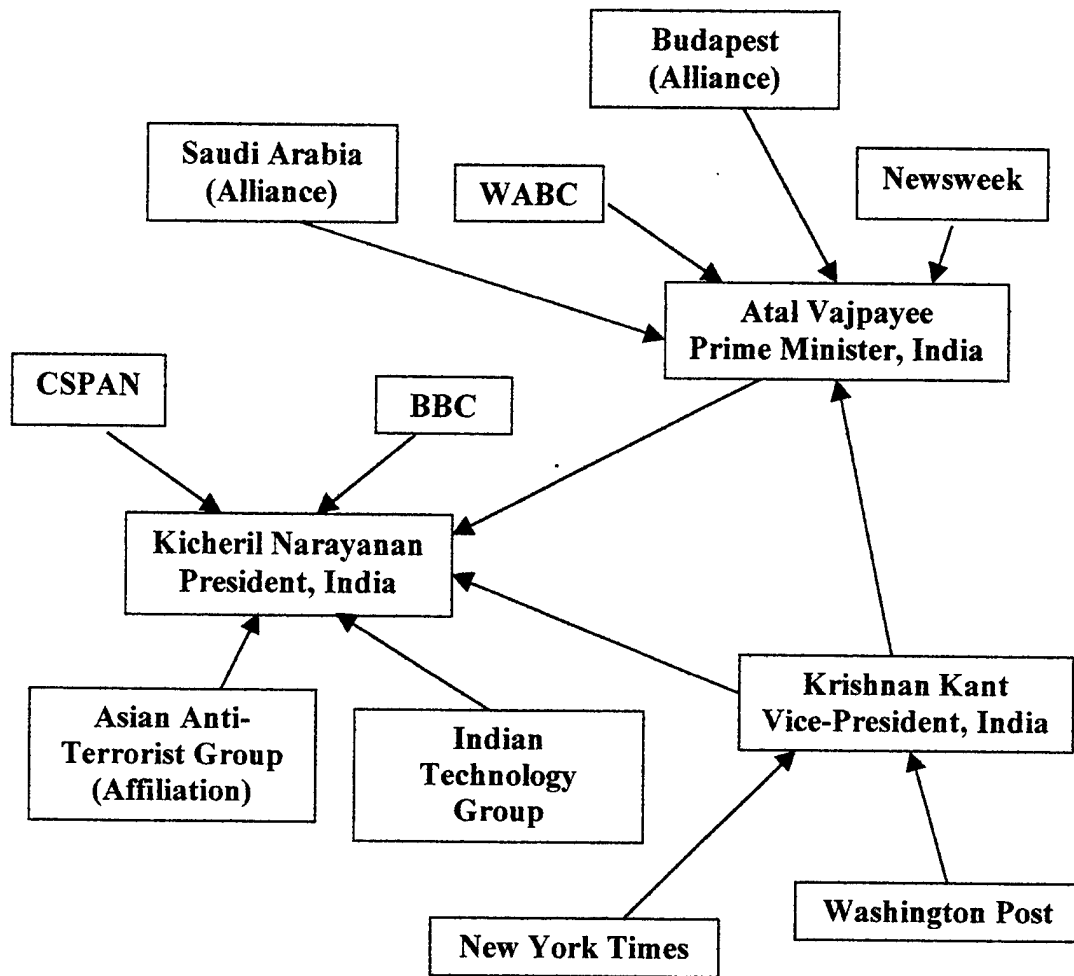 Budapest
(Alliance)
Saudi Arabia
(Alliance)
WABC
Newsweek
Atal Vajpayee
Prime Minister, India
CSPAN
BBC
Kicheril Narayanan
President, India
Krishnan Kant
Vice-President, India
Asian Anti-
Terrorist Group
(Affiliation)
Indian
Technology
Group
Washington Post
New York Times